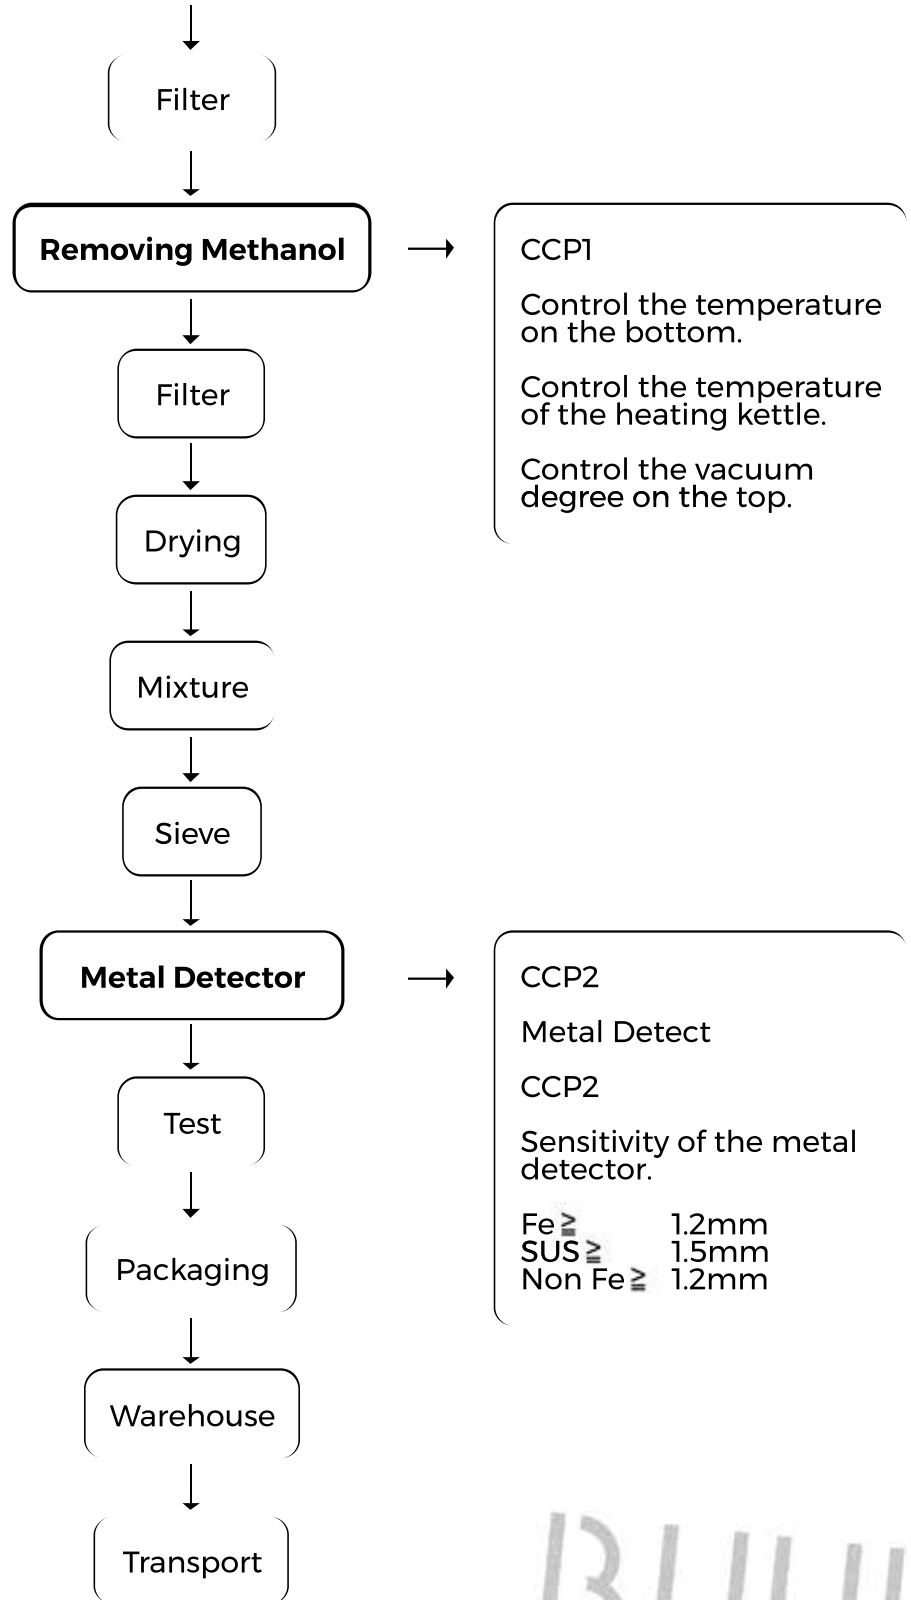 Filter
Removing Methanol
CCP1
Control the temperature
on the bottom.
Control the temperature
of the heating kettle.
Control the vacuum
degree on the top.
Filter
Drying
Mixture
Sieve
Metal Detector
CCP2
Metal Detect
CCP2
Sensitivity of the metal
detector.
Fe≧ 1.2mm
SUS≧ 1.5mm
Non Fe≧ 1.2mm
Test
Packaging
Warehouse
Transport